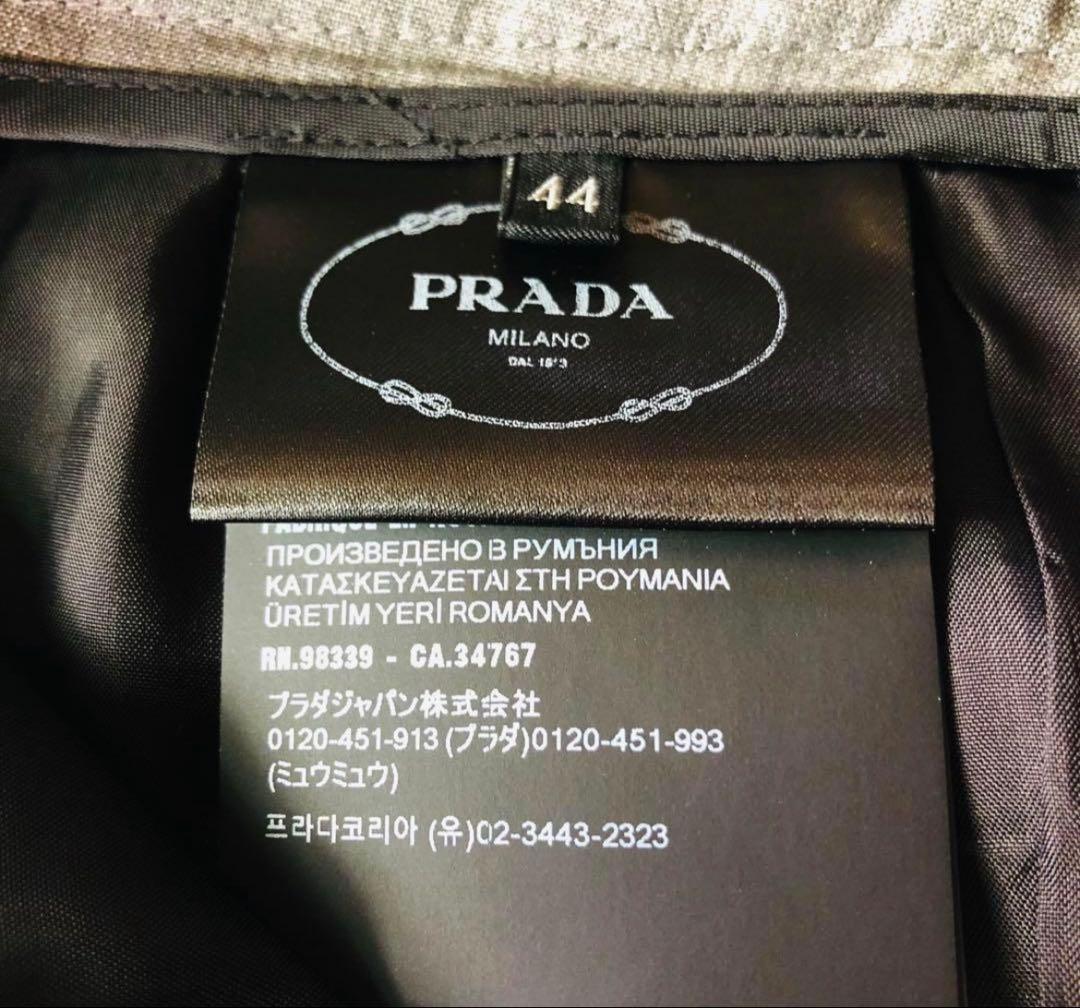 44
PRADA
MILANO
DAL
ПРОИЗВЕДЕНО В РУМЪНИЯ
ΚΑΤΑΣΚΕΥΑΖΕΤΑΙ ΣΤΗ ΡΟΥΜΑΝΙΑ
ÜRETİM YERİ ROMANYA
RN.98339 - CA.34767
プラダジャパン株式会社
0120-451-913 (プラダ)0120-451-993
(ミュウミュウ)
프라다코리아 (유)02-3443-2323